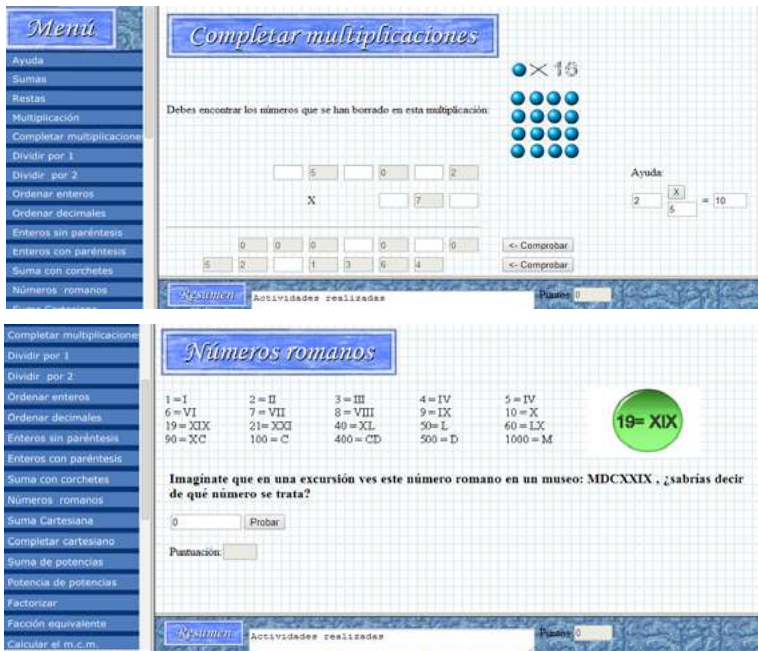 Menú
Ayuda
Sumas
Restas
Multiplicación
Completar multiplicacione
Dividir por 1
Dividir por 2
Ordenar enteros
Ordenar decimales
Enteros sin paréntesis
Enteros con paréntesis
Suma con corchetes
Números romanos
Suma Cartesiana
Completar multiplicaciones
X 16
Debes encontrar los números que se han borrado en esta multiplicación:
5 0 2
X 7
0 0 0 0 0 <- Comprobar
5 2 1 3 6 4 <- Comprobar
Ayuda:
2 X 5 = 10
Resumen Actividades realizadas Puntos 0
Completar multiplicacione
Dividir por 1
Dividir por 2
Ordenar enteros
Ordenar decimales
Enteros sin paréntesis
Enteros con paréntesis
Suma con corchetes
Números romanos
Suma Cartesiana
Completar cartesiano
Suma de potencias
Potencia de potencias
Factorizar
Facción equivalente
Calcular el m.c.m.
Números romanos
1 = I 2 = II 3 = III 4 = IV 5 = IV
6 = VI 7 = VII 8 = VIII 9 = IX 10 = X
19 = XIX 21= XXI 40 = XL 50= L 60 = LX
90 = XC 100 = C 400 = CD 500 = D 1000 = M
19= XIX
Imagínate que en una excursión ves este número romano en un museo: MDCXXIX , ¿sabrías decir
de qué número se trata?
0 Probar
Puntuación:
Resumen Actividades realizadas Puntos 0